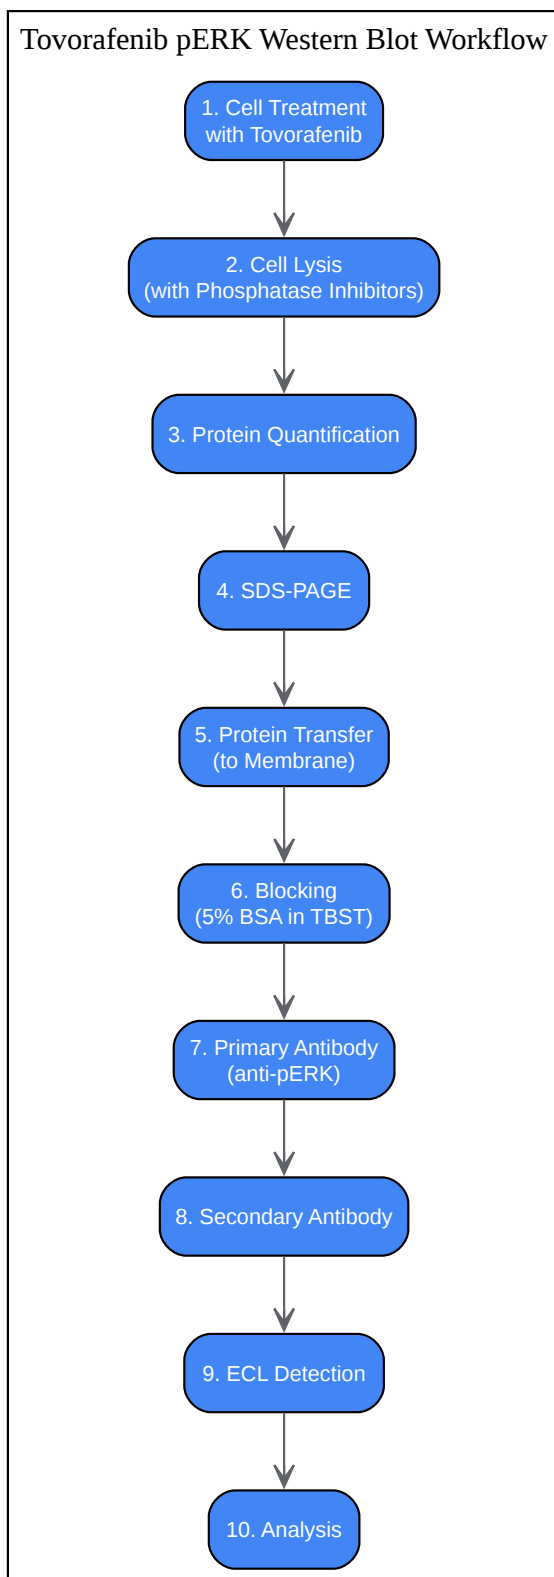 Tovorafenib pERK Western Blot Workflow
1. Cell Treatment
with Tovorafenib
2. Cell Lysis
(with Phosphatase Inhibitors)
3. Protein Quantification
4. SDS-PAGE
5. Protein Transfer
(to Membrane)
6. Blocking
(5% BSA in TBST)
7. Primary Antibody
(anti-pERK)
8. Secondary Antibody
9. ECL Detection
10. Analysis